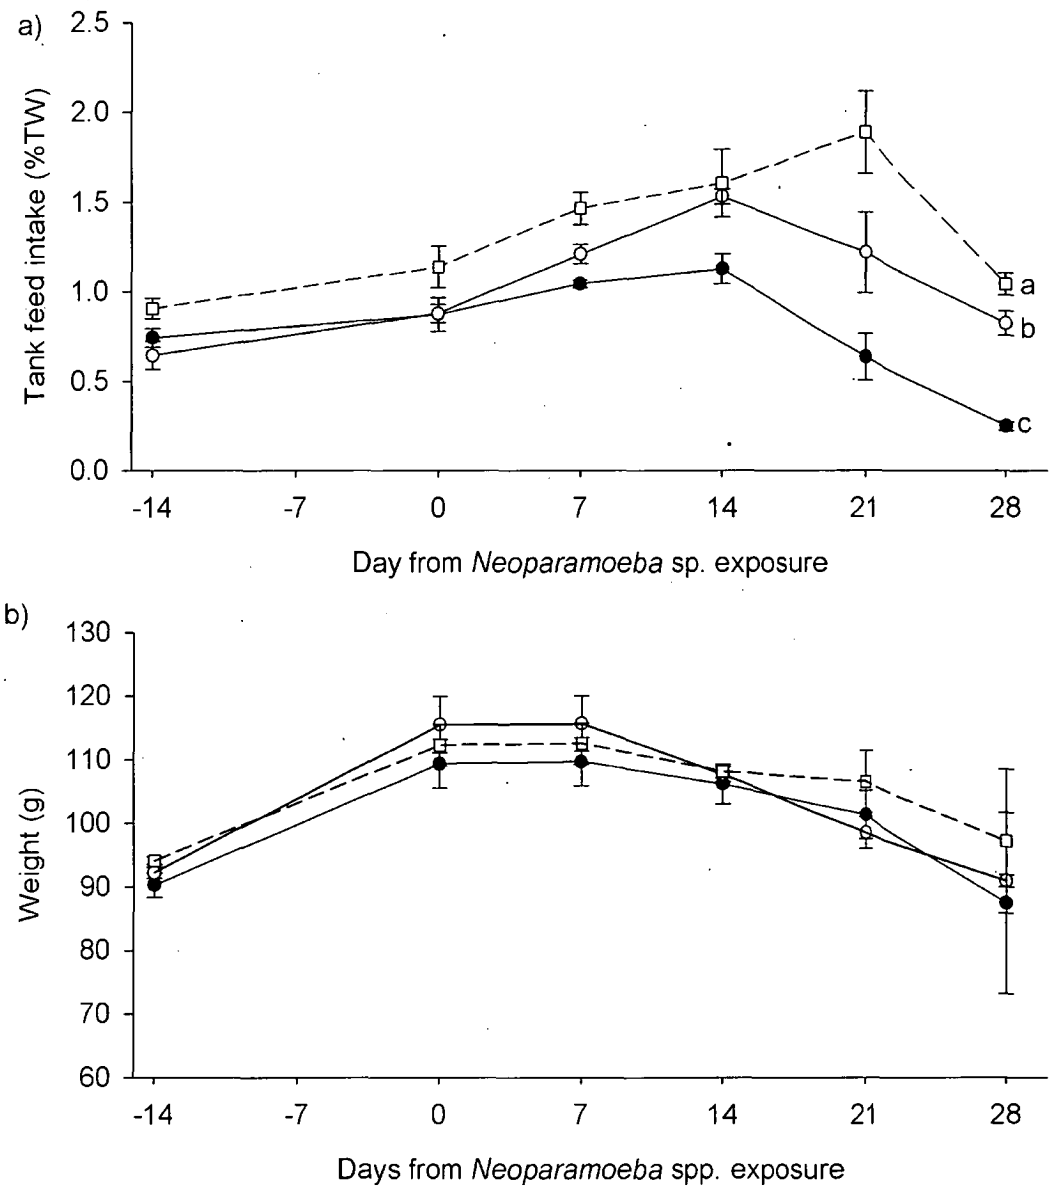 a)
2.5
2.0
1.5
1.0
0.5
0.0
Tank feed intake (%TW)
a
b
c
-14 -7 0 7 14 21 28
Day from Neoparamoeba sp. exposure
b)
130
120
110
100
90
80
70
60
Weight (g)
-14 -7 0 7 14 21 28
Days from Neoparamoeba spp. exposure